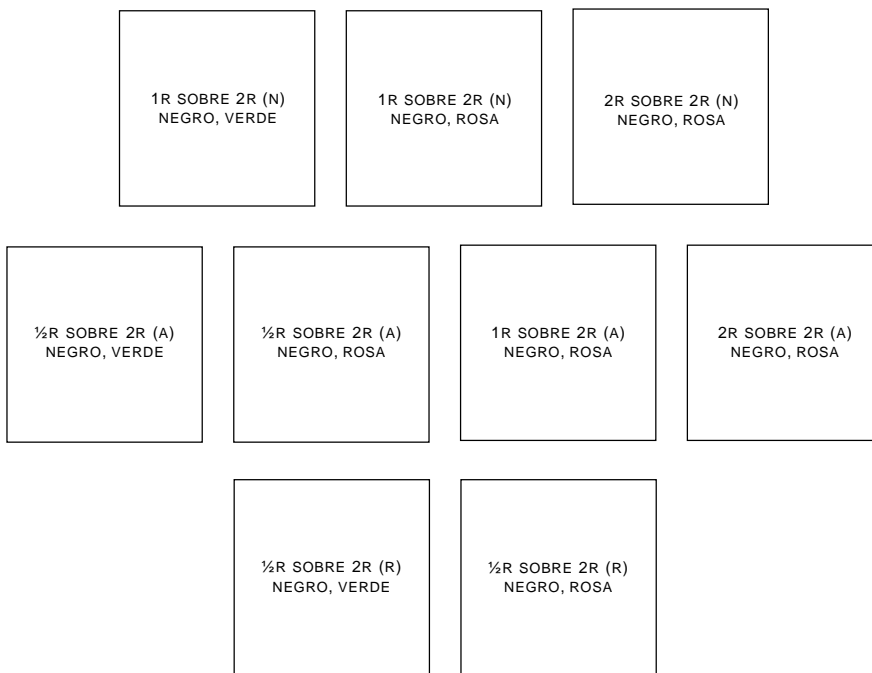 1R SOBRE 2R (N)
NEGRO, VERDE
1R SOBRE 2R (N)
NEGRO, ROSA
2R SOBRE 2R (N)
NEGRO, ROSA
½R SOBRE 2R (A)
NEGRO, VERDE
½R SOBRE 2R (A)
NEGRO, ROSA
1R SOBRE 2R (A)
NEGRO, ROSA
2R SOBRE 2R (A)
NEGRO, ROSA
½R SOBRE 2R (R)
NEGRO, VERDE
½R SOBRE 2R (R)
NEGRO, ROSA